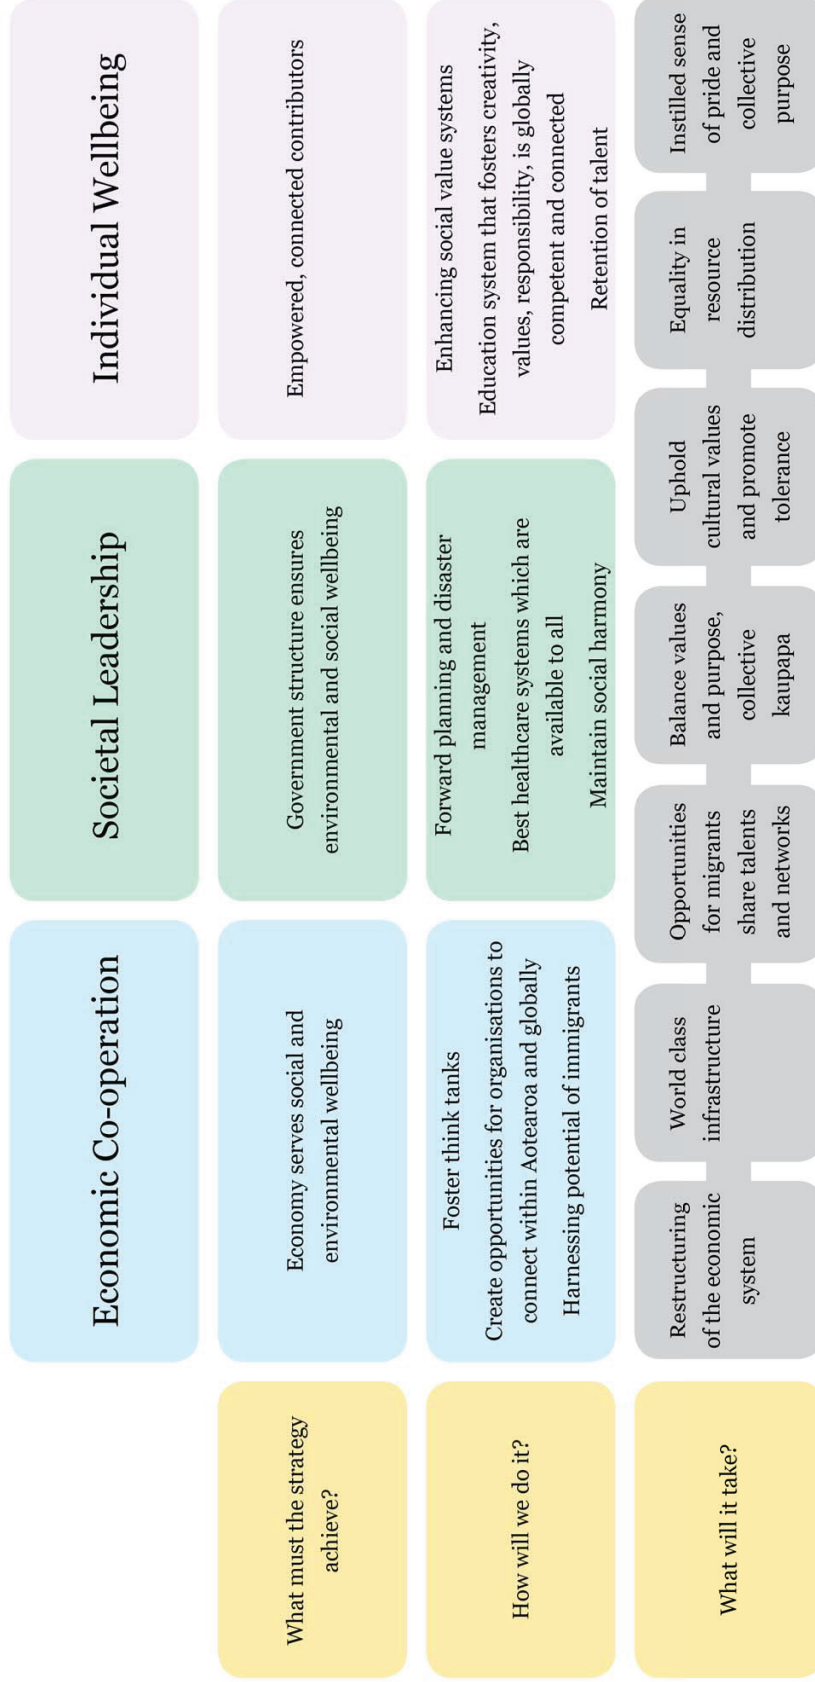 Economic Co-operation
Societal Leadership
Individual Wellbeing
What must the strategy
achieve?
Economy serves social and
environmental wellbeing
Government structure ensures
environmental and social wellbeing
Empowered, connected contributors
How will we do it?
Foster think tanks
Create opportunities for organisations to
connect within Aotearoa and globally
Harnessing potential of immigrants
Forward planning and disaster
management
Best healthcare systems which are
available to all
Maintain social harmony
Enhancing social value systems
Education system that fosters creativity,
values, responsibility, is globally
competent and connected
Retention of talent
What will it take?
Restructuring
of the economic
system
World class
infrastructure
Opportunities
for migrants
share talents
and networks
Balance values
and purpose,
collective
kaupapa
Uphold
cultural values
and promote
tolerance
Equality in
resource
distribution
Instilled sense
of pride and
collective
purpose